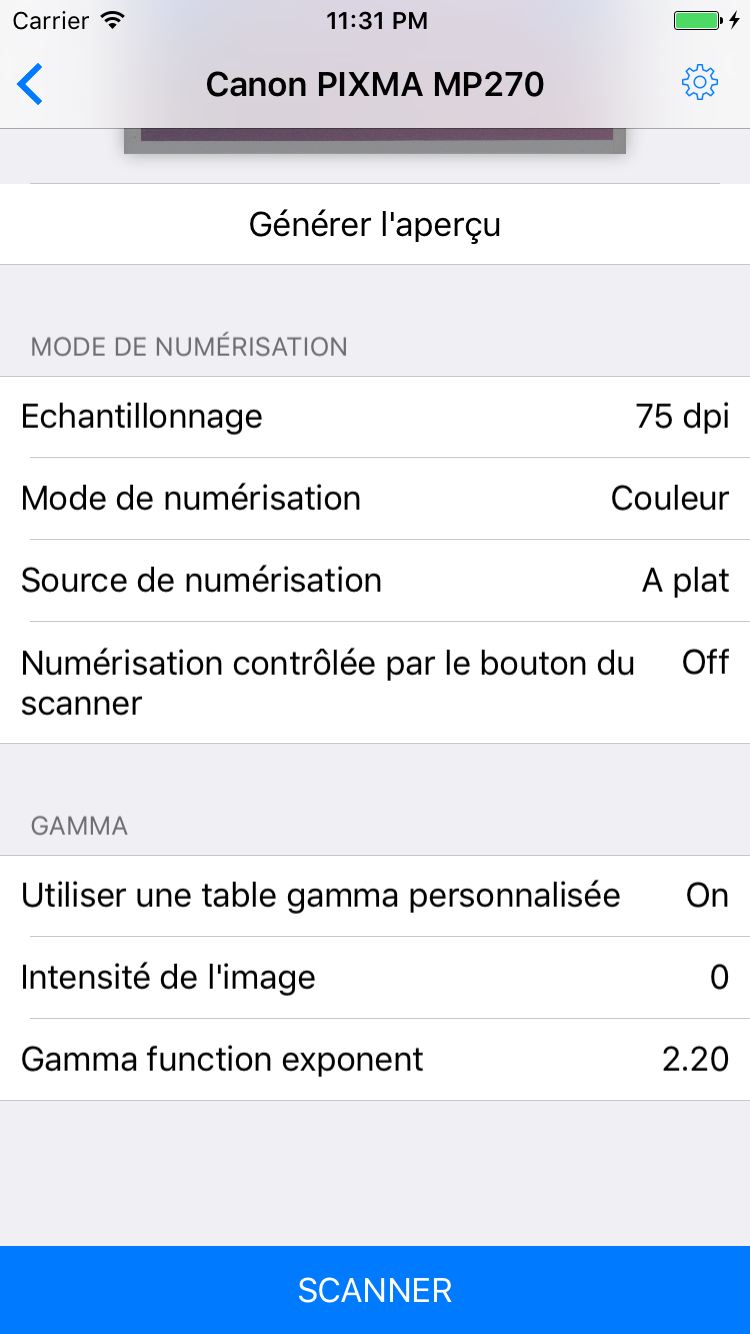 Carrier 11:31 PM
Canon PIXMA MP270
Générer l'aperçu
MODE DE NUMÉRISATION
Echantillonnage 75 dpi
Mode de numérisation Couleur
Source de numérisation A plat
Numérisation contrôlée par le bouton du Off
scanner
GAMMA
Utiliser une table gamma personnalisée On
Intensité de l'image 0
Gamma function exponent 2.20
SCANNER